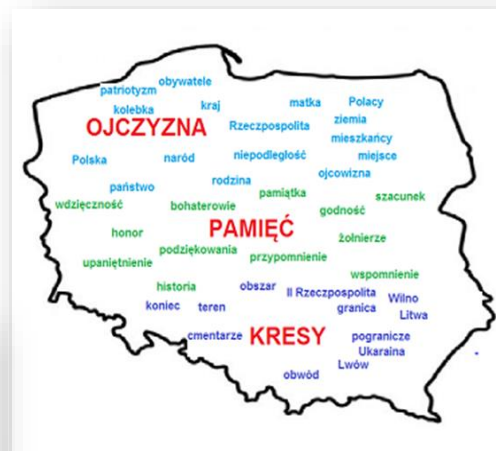 obywatele
patriotyzm
kolebka kraj matka Polacy
OJCZYZNA Rzeczpospolita ziemia
mieszkańcy
Polska naród niepodległość miejsce
państwo rodzina ojcowizna
wdzięczność bohaterowie pamiątka szacunek
godność
honor PAMIĘĆ żołnierze
podziękowania
upaniętnienie przypomnienie
wspomnienie
historia obszar II Rzeczpospolita Wilno
koniec teren granica Litwa
cmentarze KRESY pogranicze
Ukaraina
obwód Lwów